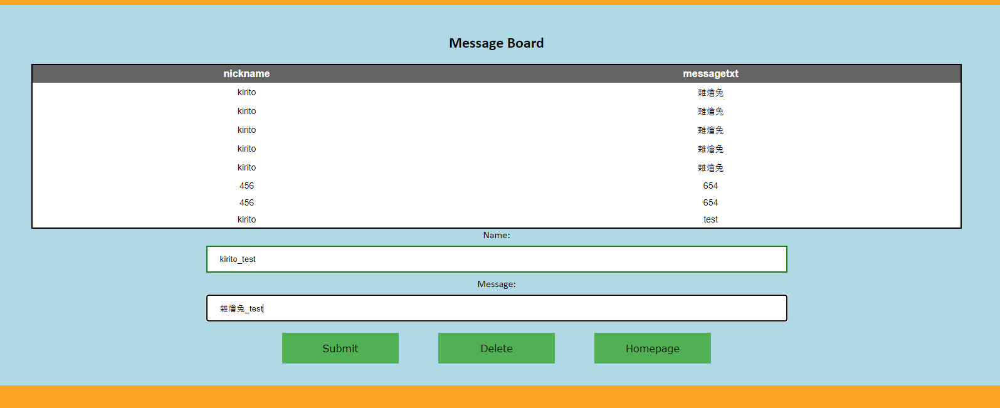 Message Board
nickname messagetxt
kirito 雜燴兔
kirito 雜燴兔
kirito 雜燴兔
kirito 雜燴兔
kirito 雜燴兔
456 654
456 654
kirito test
Name:
kirito_test
Message:
雜燴兔_test
Submit Delete Homepage